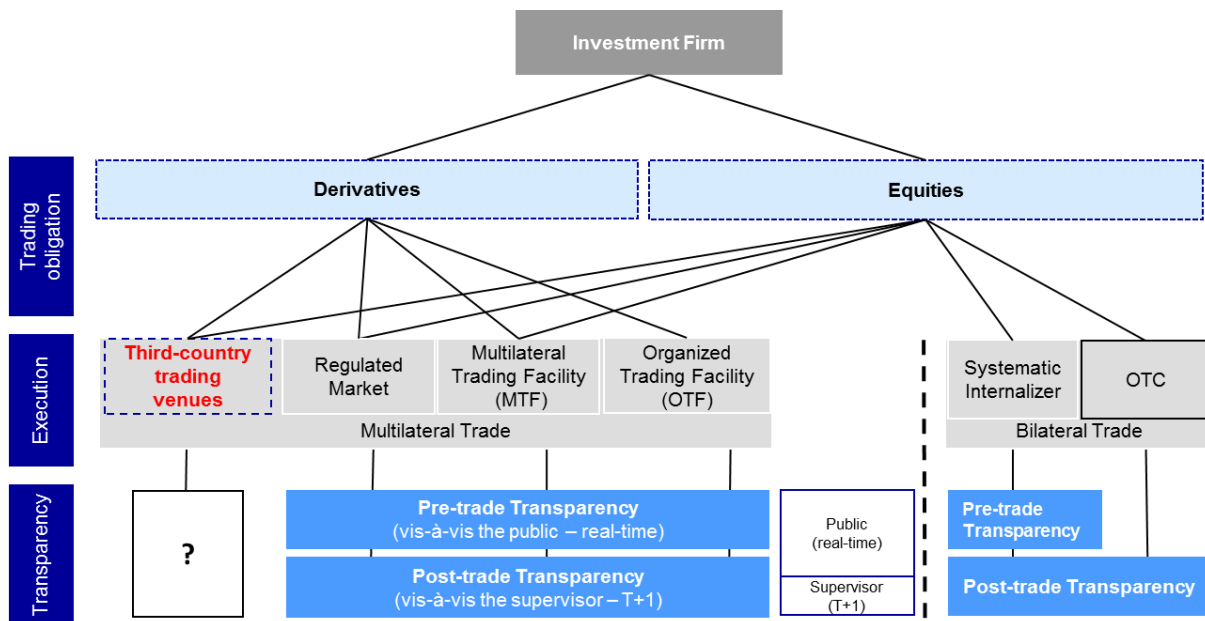 Investment Firm
Trading
obligation
Derivatives
Equities
Execution
Third-country
trading
venues
Regulated
Market
Multilateral
Trading Facility
(MTF)
Organized
Trading Facility
(OTF)
Systematic
Internalizer
OTC
Multilateral Trade
Bilateral Trade
Transparency
?
Pre-trade Transparency
(vis-à-vis the public – real-time)
Post-trade Transparency
(vis-à-vis the supervisor – T+1)
Public
(real-time)
Supervisor
(T+1)
Pre-trade
Transparency
Post-trade Transparency